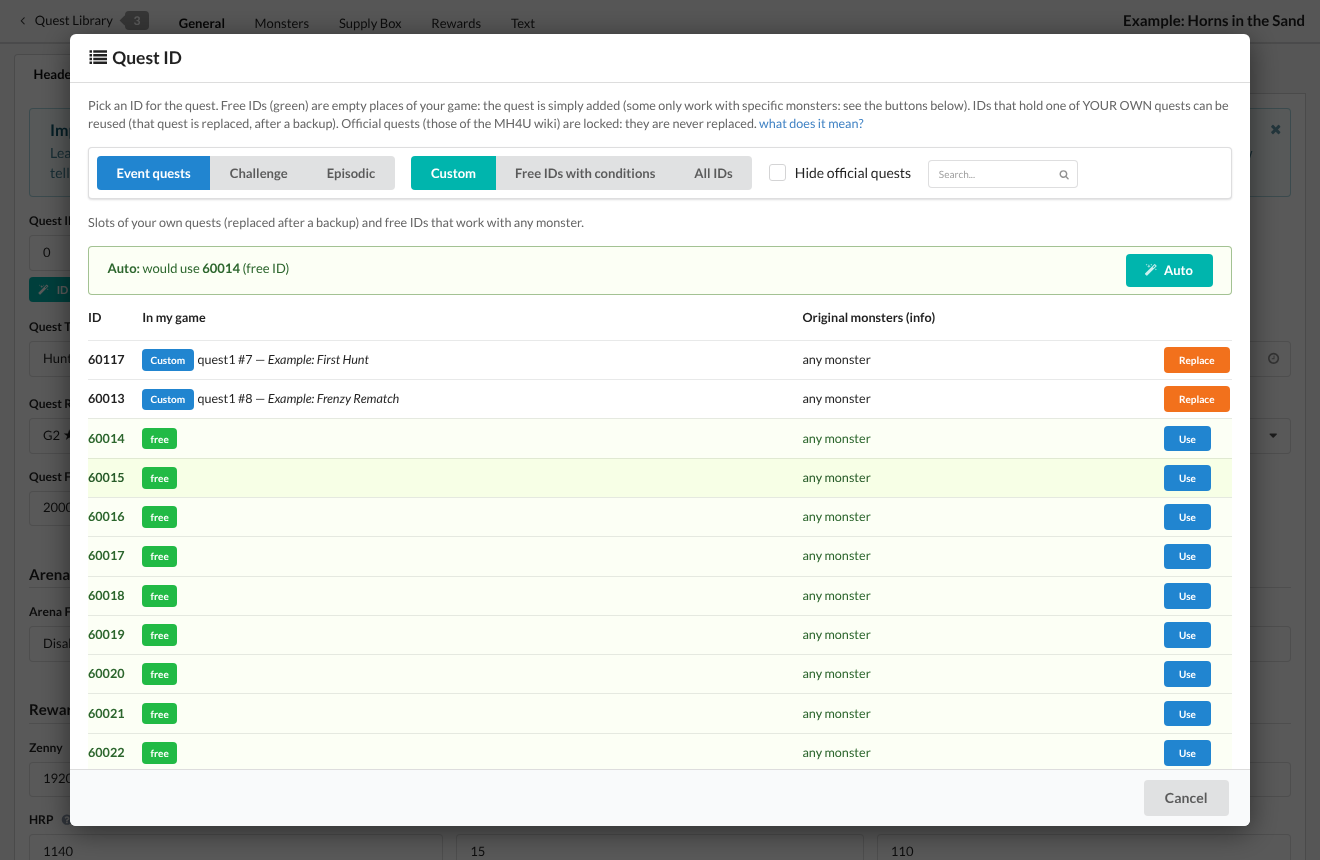 Quest Library 3
General
Monsters
Supply Box
Rewards
Text
Example: Horns in the Sand
Quest ID
Pick an ID for the quest. Free IDs (green) are empty places of your game: the quest is simply added (some only work with specific monsters: see the buttons below). IDs that hold one of YOUR OWN quests can be
reused (that quest is replaced, after a backup). Official quests (those of the MH4U wiki) are locked: they are never replaced. what does it mean?
Event quests
Challenge
Episodic
Custom
Free IDs with conditions
All IDs
Hide official quests
Search...
Slots of your own quests (replaced after a backup) and free IDs that work with any monster.
Auto: would use 60014 (free ID)
Auto
ID In my game Original monsters (info)
60117 Custom quest1 #7 — Example: First Hunt any monster Replace
60013 Custom quest1 #8 — Example: Frenzy Rematch any monster Replace
60014 free any monster Use
60015 free any monster Use
60016 free any monster Use
60017 free any monster Use
60018 free any monster Use
60019 free any monster Use
60020 free any monster Use
60021 free any monster Use
60022 free any monster Use
Cancel
Quest
0
ID
Quest
Quest
G2 ★
Quest
Arena
Arena
Zenny
1920
HRP
1140
15
110